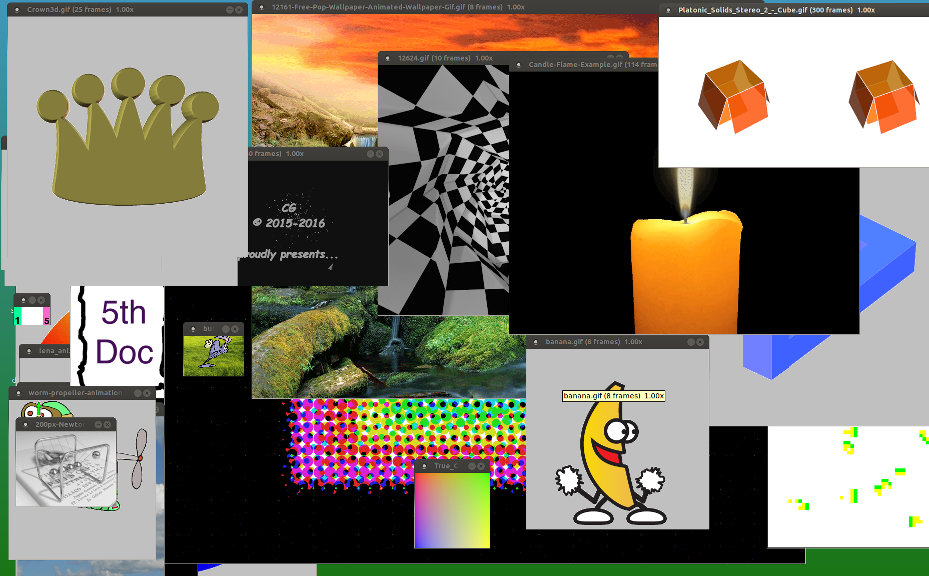 Crown3d.gif (25 frames) 1.00x
12161-Free-Pop-Wallpaper-Animated-Wallpaper-Gif.gif (8 frames) 1.00x
Platonic_Solids_Stereo_2_-_Cube.gif (300 frames) 1.00x
12624.gif (10 frames) 1.00x
Candle-Flame-Example.gif (114 fram
0 frames) 1.00x
CG
© 2015-2016
proudly presents...
1 5
5th
Doc
bu
lena_ani
banana.gif (8 frames) 1.00x
banana.gif (8 frames) 1.00x
worm-propeller-animation
200px-Newto
True_C